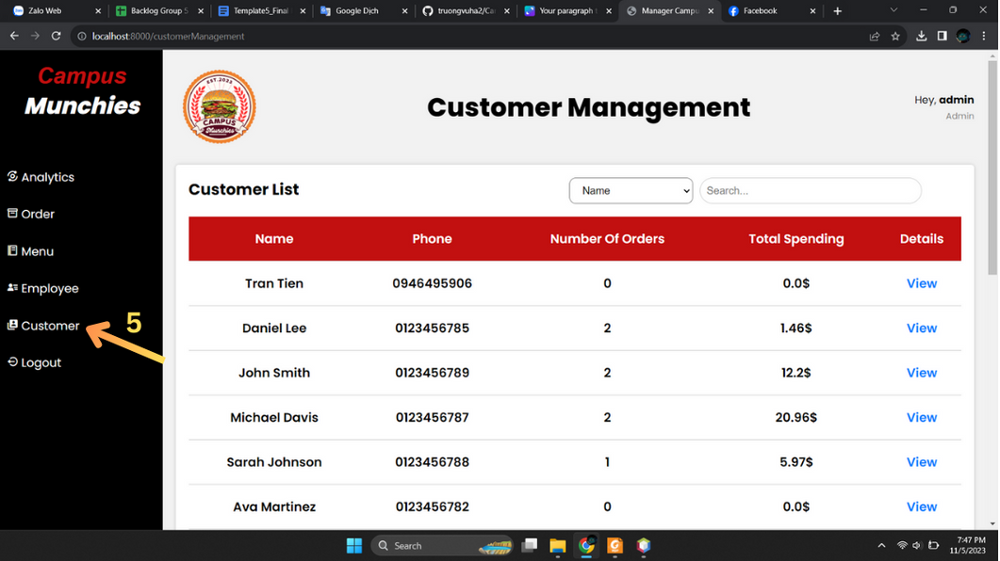 Zalo Web
Backlog Group 5
Template5_Final
Google Dịch
truongvuha2/Ca
Your paragraph
Manager Campu
Facebook
localhost:8000/customerManagement
Campus
Munchies
Analytics
Order
Menu
Employee
Customer
Logout
5
EST.2023
CAMPUS
Munchies
Customer Management
Hey, admin
Admin
Customer List
Name
Search...
Name Phone Number Of Orders Total Spending Details
Tran Tien 0946495906 0 0.0$ View
Daniel Lee 0123456785 2 1.46$ View
John Smith 0123456789 2 12.2$ View
Michael Davis 0123456787 2 20.96$ View
Sarah Johnson 0123456788 1 5.97$ View
Ava Martinez 0123456782 0 0.0$ View
Search
7:47 PM
11/5/2023